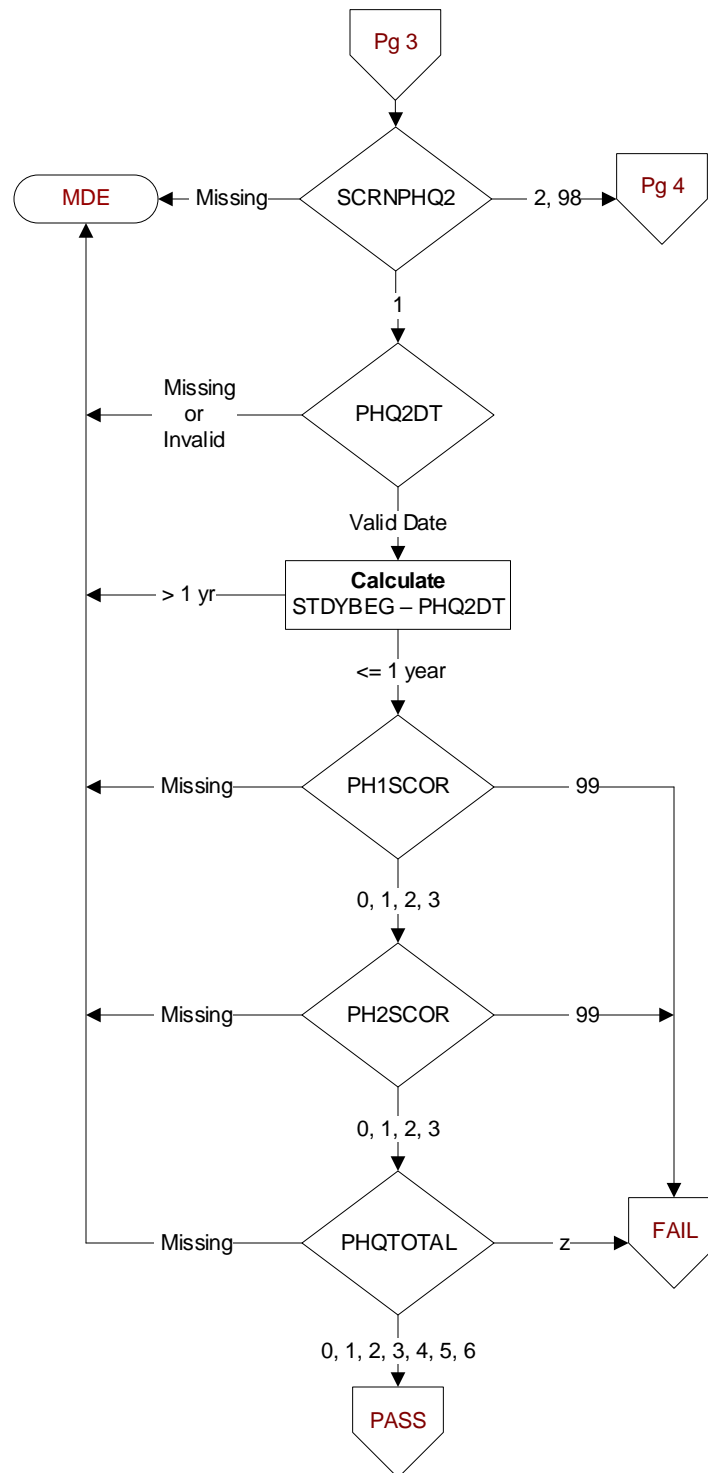 Pg 3
MDE
Missing
SCRNPHQ2
2, 98
Pg 4
1
Missing
or
Invalid
PHQ2DT
Valid Date
Calculate
> 1 yr
STDYBEG – PHQ2DT
<= 1 year
Missing
PH1SCOR
99
0, 1, 2, 3
Missing
PH2SCOR
99
0, 1, 2, 3
Missing
PHQTOTAL
z
FAIL
0, 1, 2, 3, 4, 5, 6
PASS